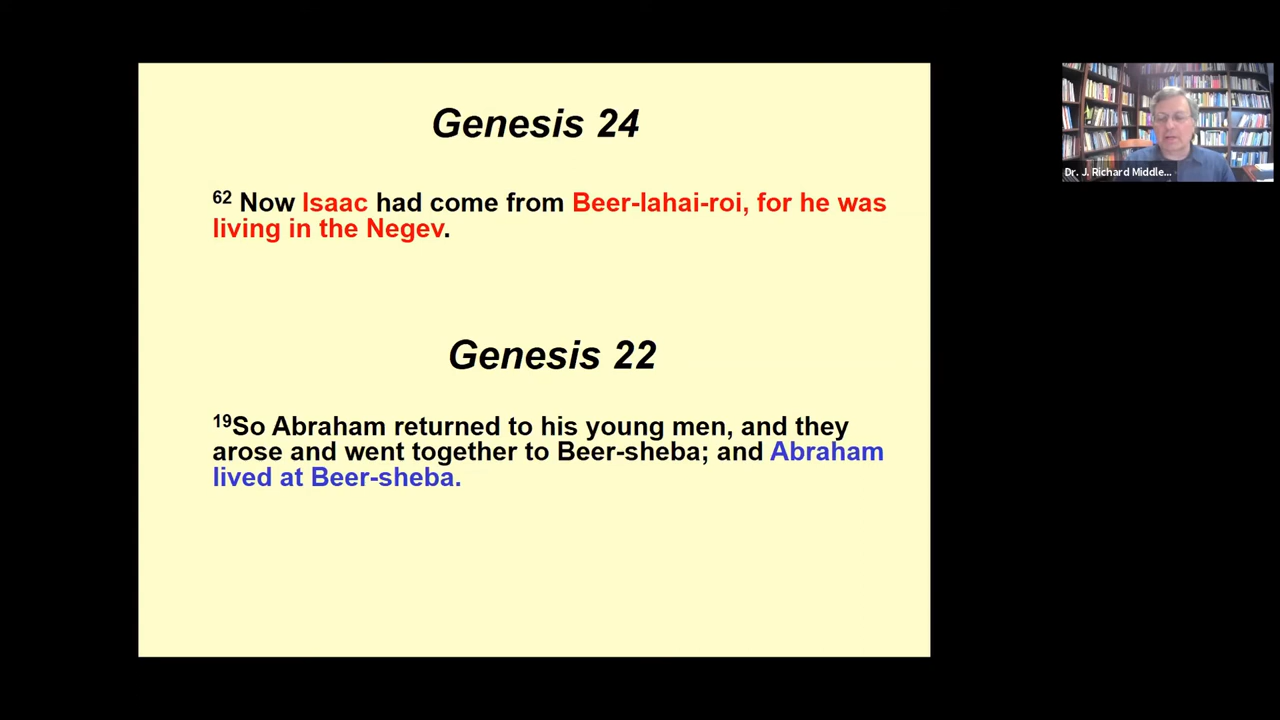 Genesis 24
62 Now Isaac had come from Beer-lahai-roi, for he was
living in the Negev.
Genesis 22
19So Abraham returned to his young men, and they
arose and went together to Beer-sheba; and Abraham
lived at Beer-sheba.
Dr. J. Richard Middle...